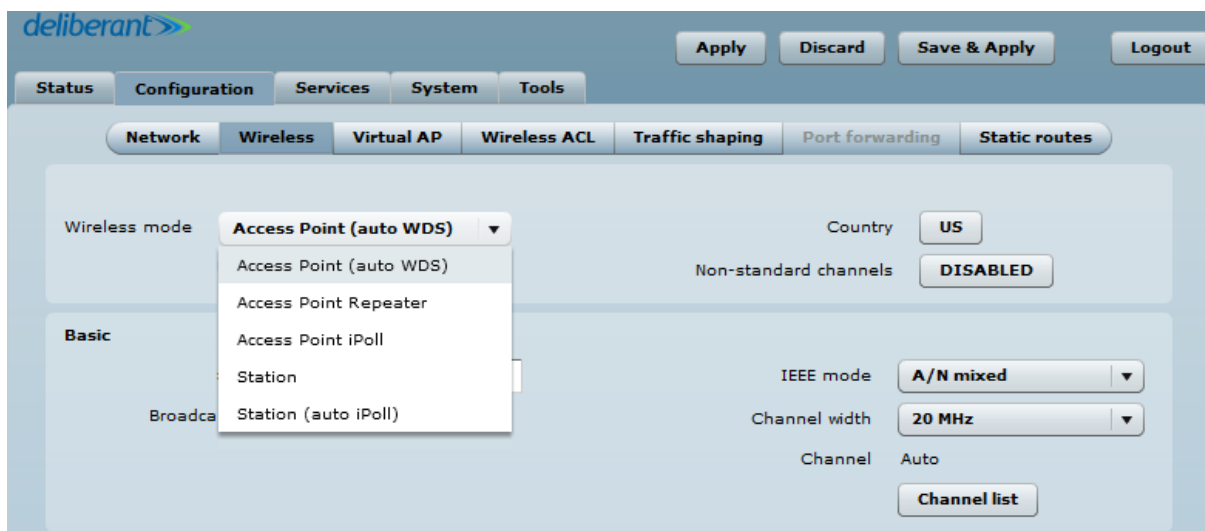 deliberant
Apply Discard Save & Apply Logout
Status Configuration Services System Tools
Network Wireless Virtual AP Wireless ACL Traffic shaping Port forwarding Static routes
Wireless mode Access Point (auto WDS) Country US
Access Point (auto WDS) Non-standard channels DISABLED
Access Point Repeater
Basic Access Point iPoll
Station IEEE mode A/N mixed
Broadca Station (auto iPoll) Channel width 20 MHz
Channel Auto
Channel list